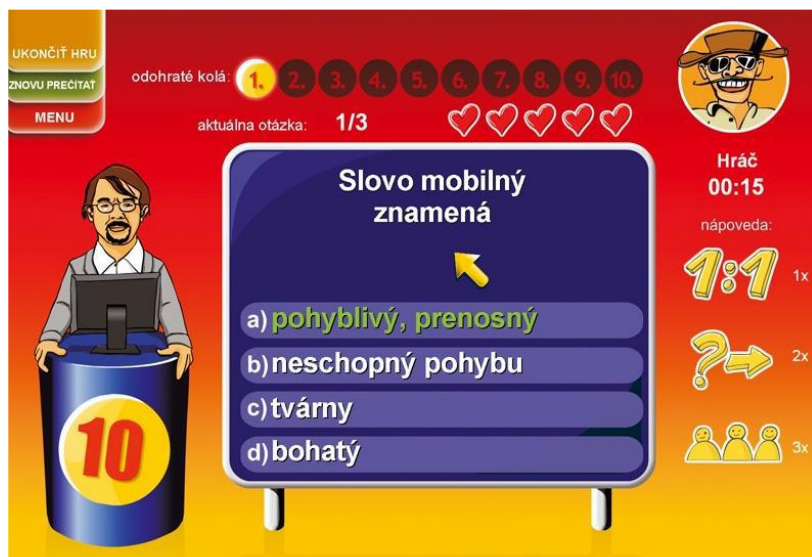 UKONČIŤ HRU
ZNOVU PREČÍTAŤ
MENU
odohraté kolá: 1. 2. 3. 4. 5. 6. 7. 8. 9. 10.
aktuálna otázka: 1/3
Hráč
00:15
nápoveda:
1:1 1x
? 2x
3x
Slovo mobilný
znamená
a) pohyblivý, prenosný
b) neschopný pohybu
c) tvárny
d) bohatý
10